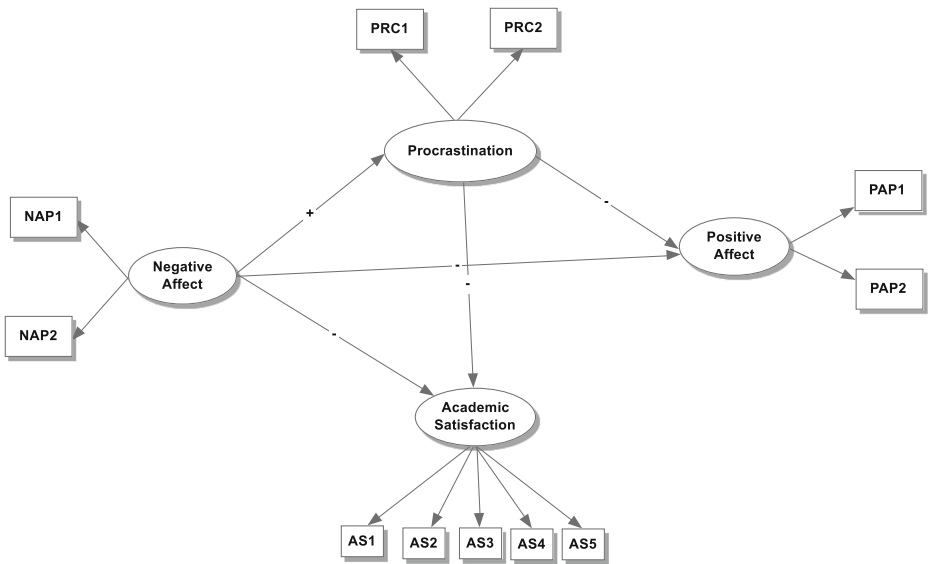 PRC1
PRC2
Procrastination
NAP1
PAP1
+
-
Positive
Affect
Negative
Affect
-
-
PAP2
NAP2
-
Academic
Satisfaction
AS1
AS2
AS3
AS4
AS5